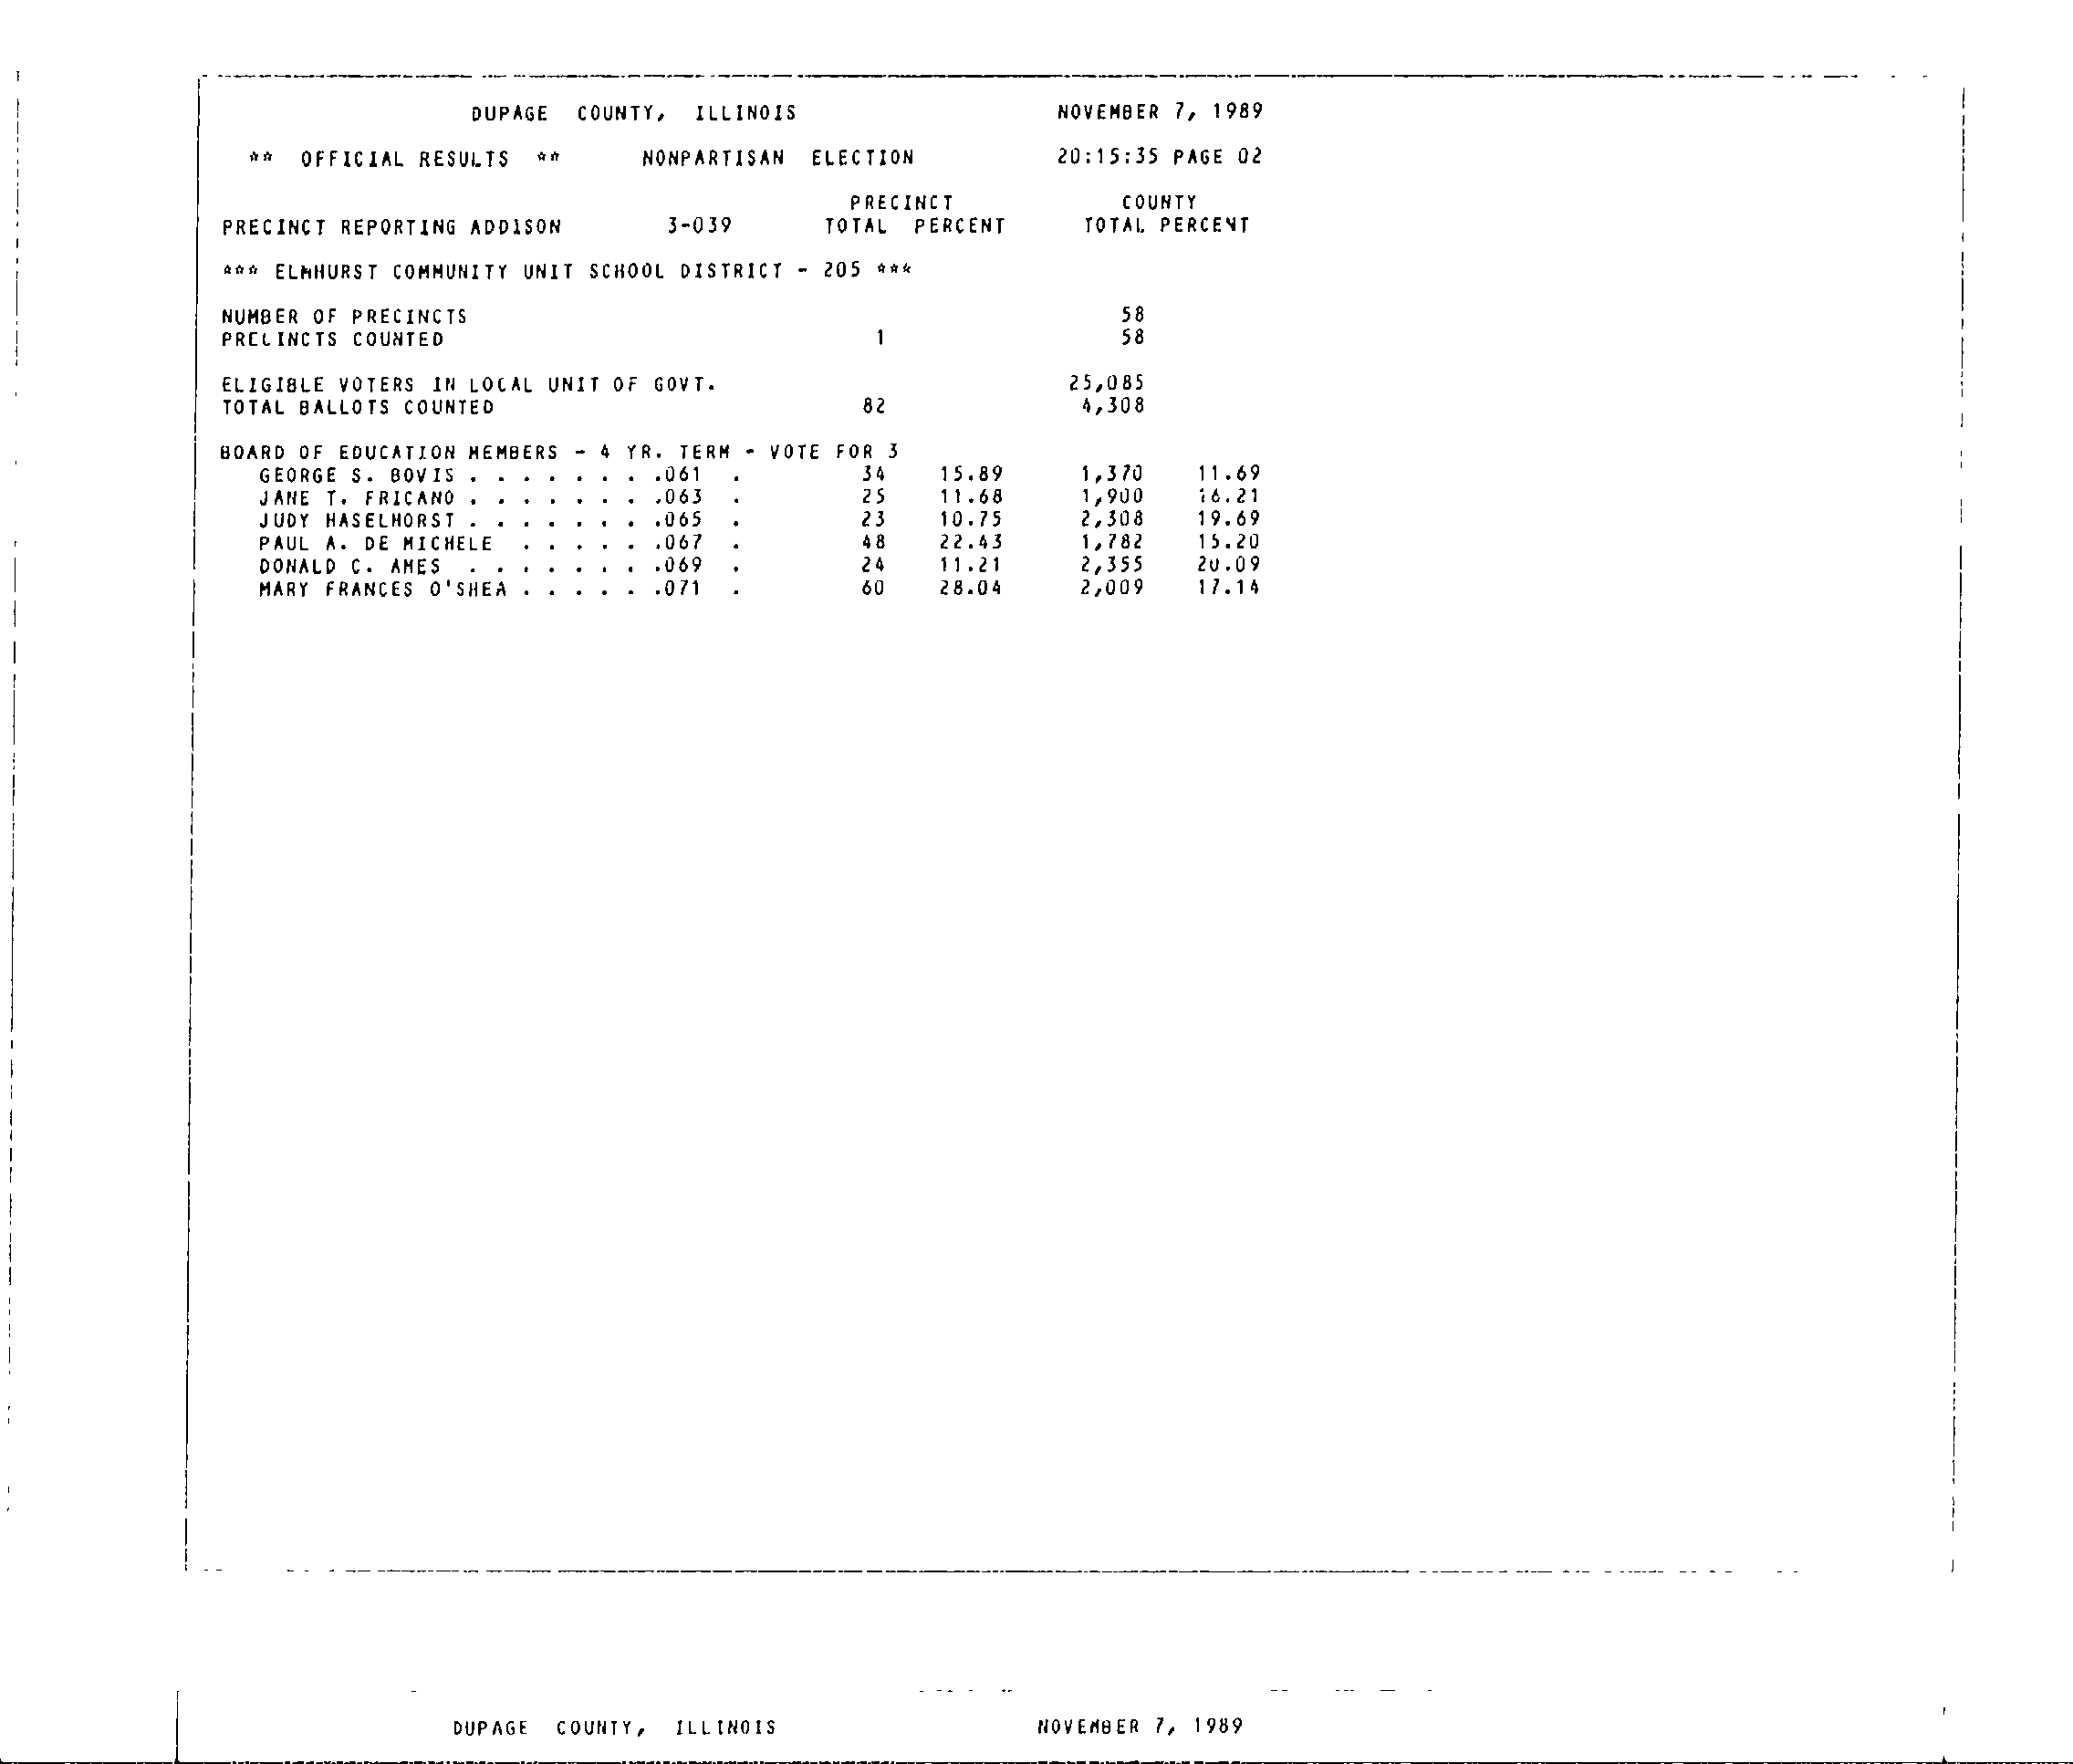 DUPAGE COUNTY, ILLINOIS NOVEMBER 7, 1989
** OFFICIAL RESULTS ** NONPARTISAN ELECTION 20:15:35 PAGE 02
PRECINCT COUNTY
PRECINCT REPORTING ADDISON 3-039 TOTAL PERCENT TOTAL PERCENT
*** ELMHURST COMMUNITY UNIT SCHOOL DISTRICT - 205 ***
NUMBER OF PRECINCTS 58
PRECINCTS COUNTED 1 58
ELIGIBLE VOTERS IN LOCAL UNIT OF GOVT. 25,085
TOTAL BALLOTS COUNTED 82 4,308
BOARD OF EDUCATION MEMBERS - 4 YR. TERM - VOTE FOR 3
GEORGE S. BOVIS . . . . . . . .061 . 34 15.89 1,370 11.69
JANE T. FRICANO . . . . . . . .063 . 25 11.68 1,900 16.21
JUDY HASELHORST . . . . . . . .065 . 23 10.75 2,308 19.69
PAUL A. DE MICHELE . . . . . .067 . 48 22.43 1,782 15.20
DONALD C. AMES . . . . . . . .069 . 24 11.21 2,355 20.09
MARY FRANCES O'SHEA . . . . . .071 . 60 28.04 2,009 17.14
DUPAGE COUNTY, ILLINOIS NOVEMBER 7, 1989